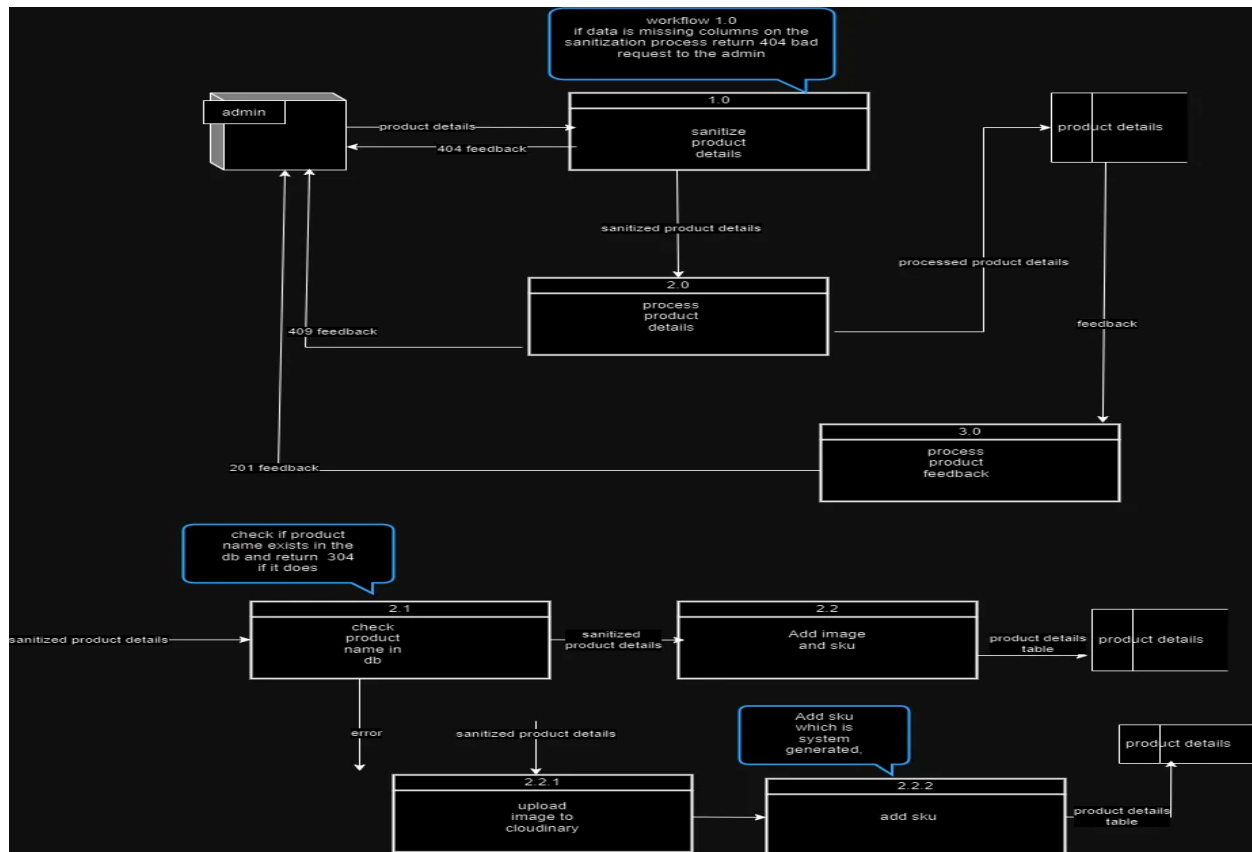 workflow 1.0
if data is missing columns on the
sanitization process return 404 bad
request to the admin
admin
product details
404 feedback
1.0
sanitize
product
details
product details
sanitized product details
processed product details
2.0
process
product
details
409 feedback
feedback
3.0
process
product
feedback
201 feedback
check if product
name exists in the
db and return 304
if it does
sanitized product details
2.1
check
product
name in
db
sanitized
product details
2.2
Add image
and sku
product details
table
product details
error
sanitized product details
Add sku
which is
system
generated,
product details
2.2.1
upload
image to
cloudinary
2.2.2
add sku
product details
table